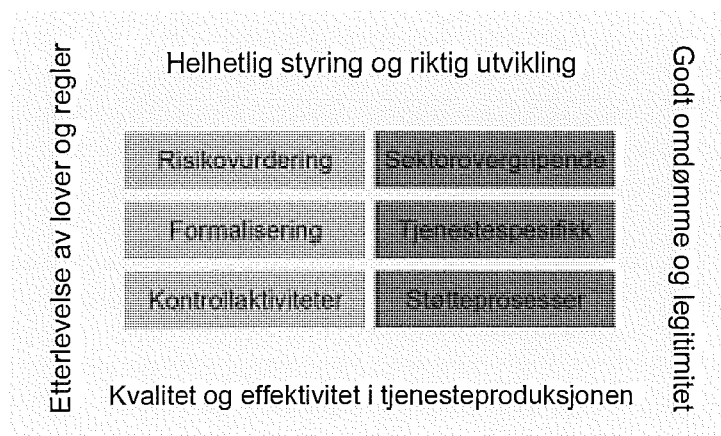 Helhetlig styring og riktig utvikling
Etterlevelse av lover og regler
Risikovurdering
Sektorovergripende
Formalisering
Tjenestespesifikk
Kontrollaktiviteter
Støtteprosesser
Godt omdømme og legitimitet
Kvalitet og effektivitet i tjenesteproduksjonen